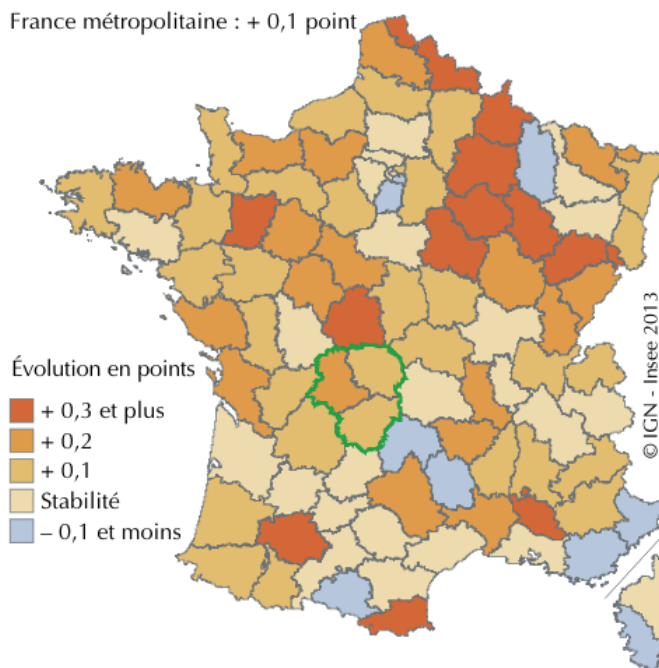 France métropolitaine : + 0,1 point
Évolution en points
+ 0,3 et plus
+ 0,2
+ 0,1
Stabilité
– 0,1 et moins
© IGN - Insee 2013